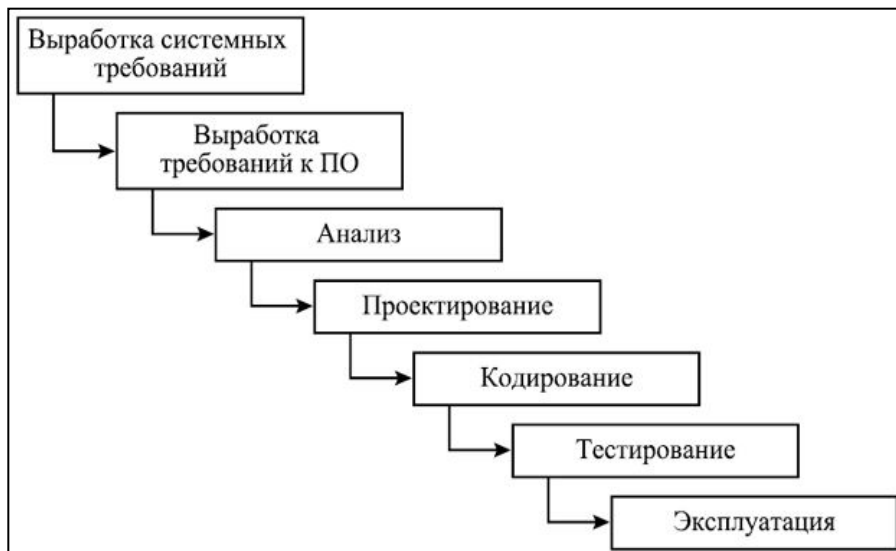 Выработка системных
требований
Выработка
требований к ПО
Анализ
Проектирование
Кодирование
Тестирование
Эксплуатация